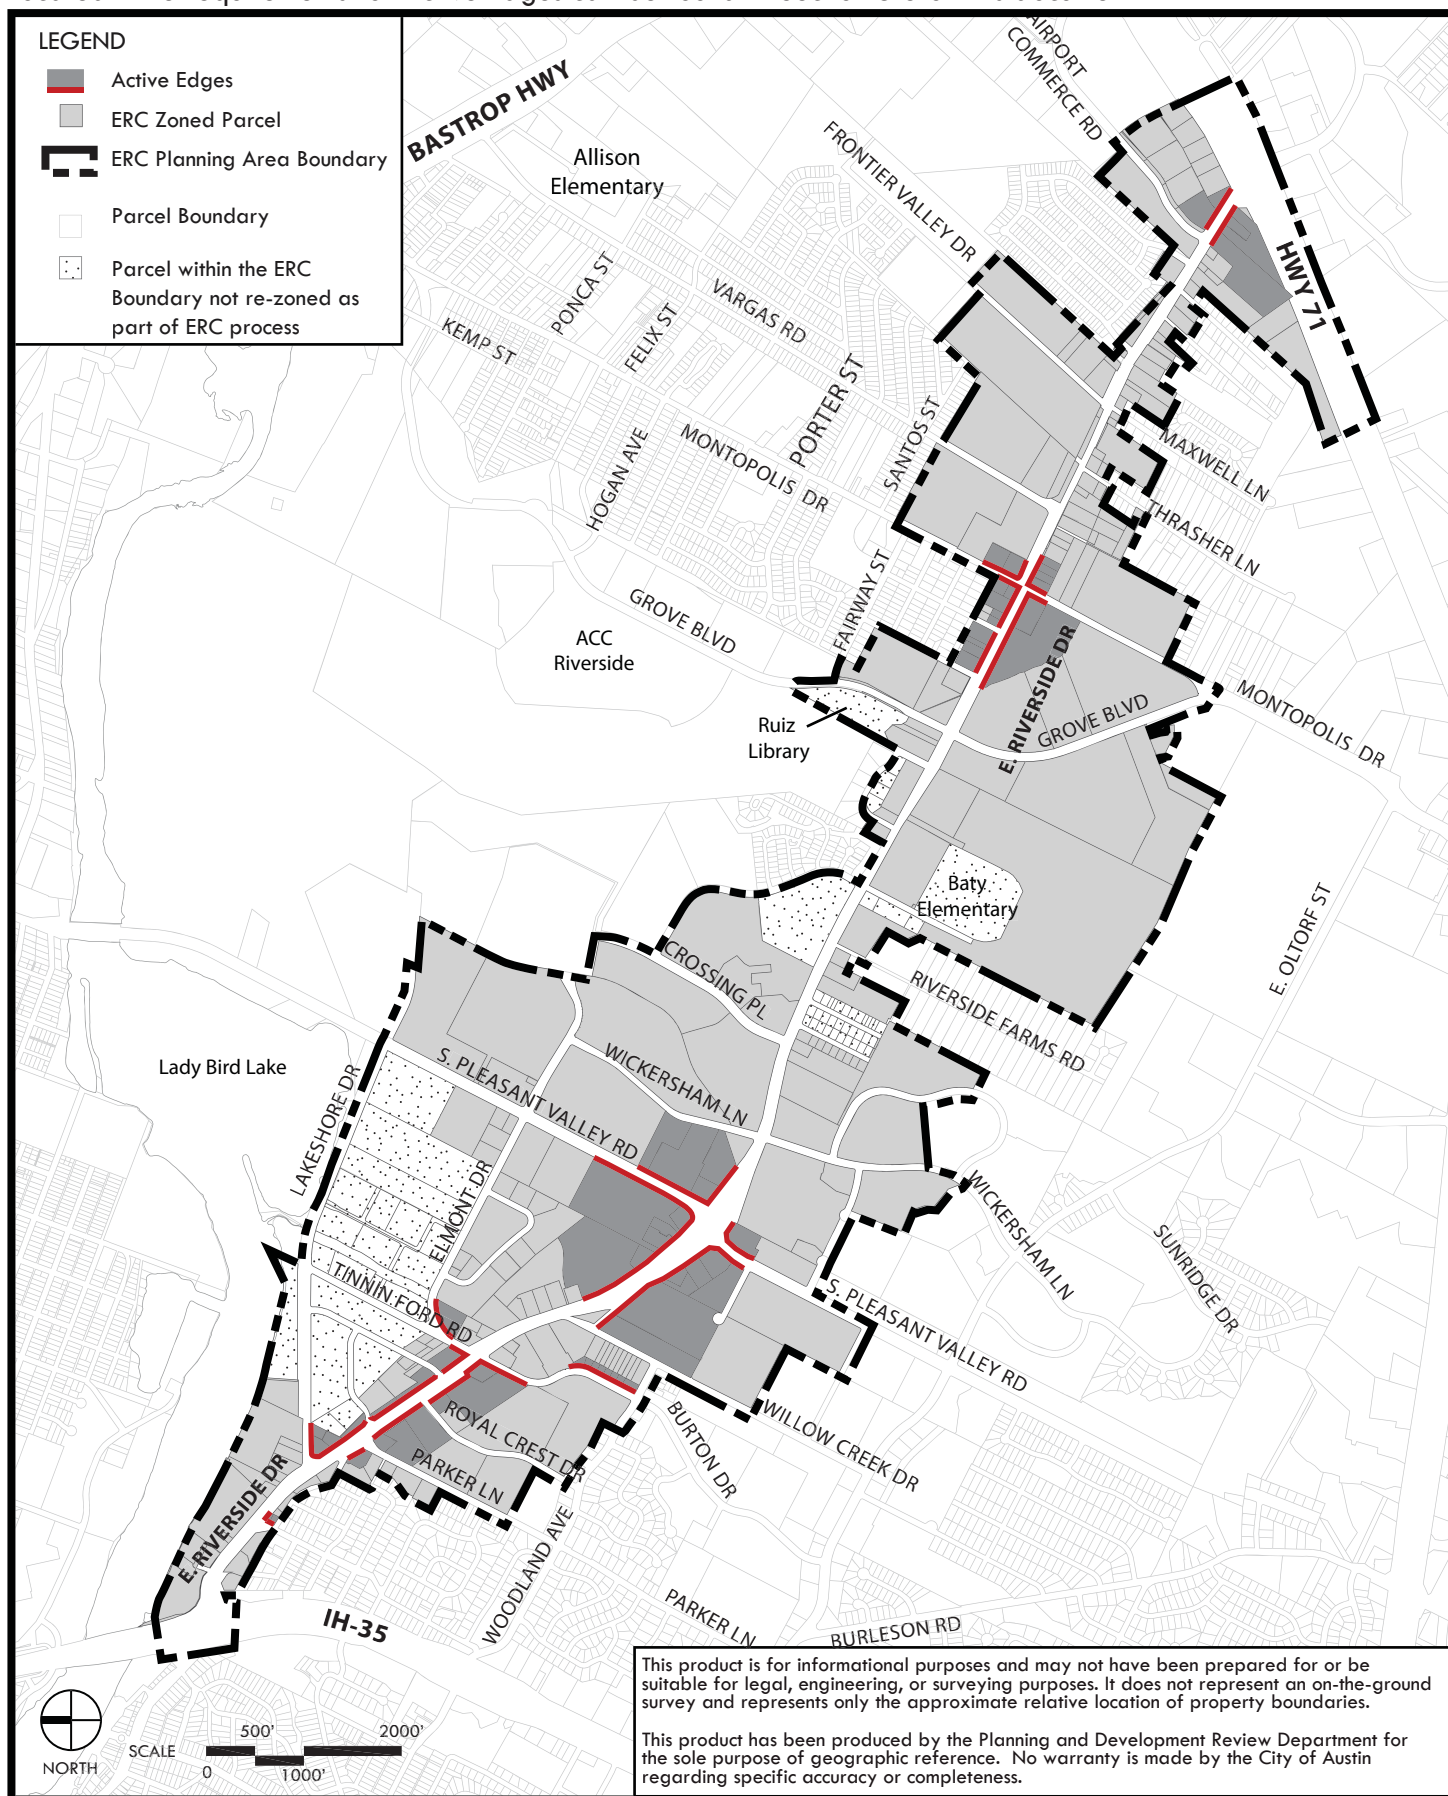 LEGEND
Active Edges
ERC Zoned Parcel
ERC Planning Area Boundary
Parcel Boundary
Parcel within the ERC
Boundary not re-zoned as
part of ERC process
BASTROP HWY
AIRPORT
COMMERCE RD
Allison
Elementary
FRONTIER VALLEY DR
HWY 71
PONCA ST
VARGAS RD
KEMP ST
FELIX ST
PORTER ST
SANTOS ST
HOGAN AVE
MONTOPOLIS DR
MAXWELL LN
THRASHER LN
FAIRWAY ST
GROVE BLVD
ACC
Riverside
E. RIVERSIDE DR
GROVE BLVD
MONTOPOLIS DR
Ruiz
Library
Baty
Elementary
E. OLTORF ST
CROSSING PL
RIVERSIDE FARMS RD
Lady Bird Lake
LAKESHORE DR
S. PLEASANT VALLEY RD
WICKERSHAM LN
ELMONT DR
WICKERSHAM LN
SUNRIDGE DR
TINNIN FORD RD
S. PLEASANT VALLEY RD
ROYAL CREST DR
BURTON DR
WILLOW CREEK DR
PARKER LN
E. RIVERSIDE DR
WOODLAND AVE
IH-35
PARKER LN
BURLESON RD
NORTH
SCALE
500'
2000'
0
1000'
This product is for informational purposes and may not have been prepared for or be
suitable for legal, engineering, or surveying purposes. It does not represent an on-the-ground
survey and represents only the approximate relative location of property boundaries.
This product has been produced by the Planning and Development Review Department for
the sole purpose of geographic reference. No warranty is made by the City of Austin
regarding specific accuracy or completeness.